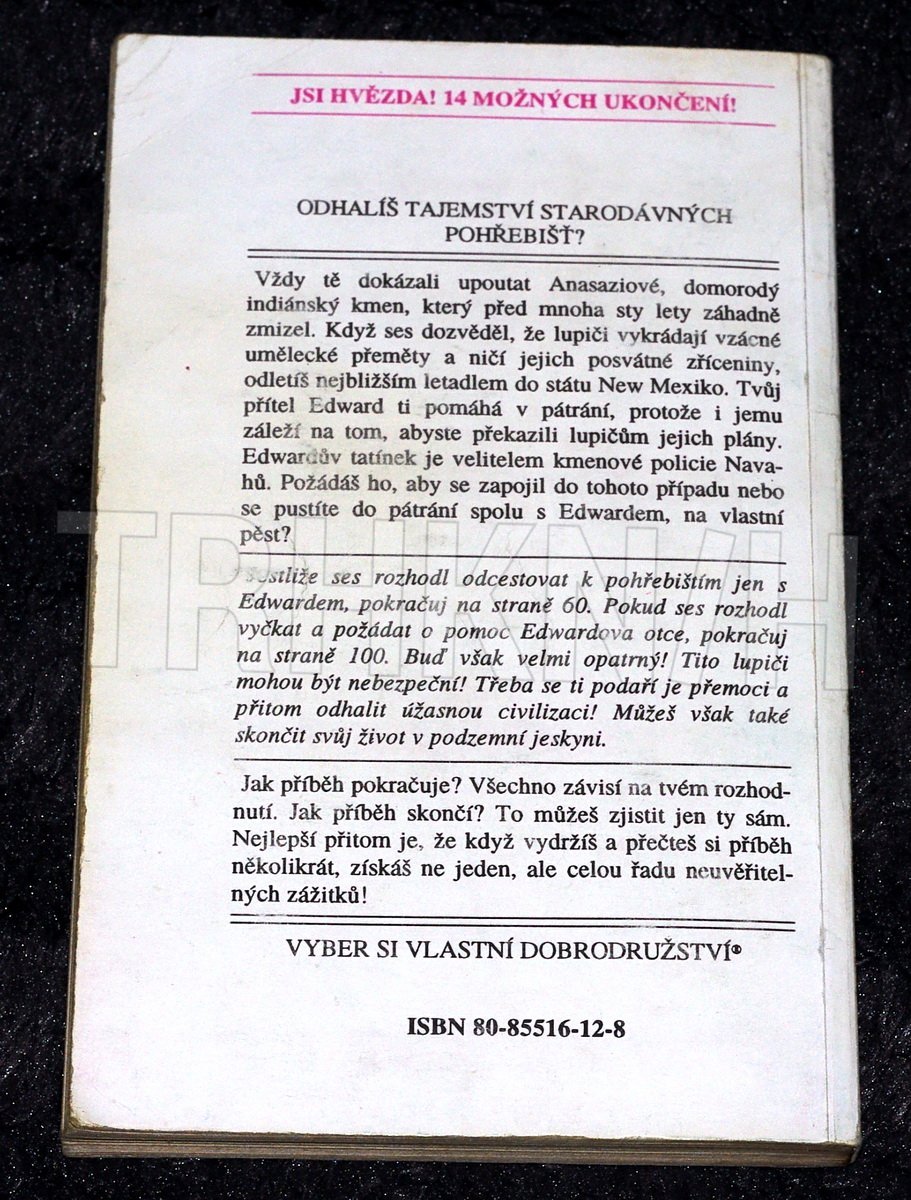 JSI HVĚZDA! 14 MOŽNÝCH UKONČENÍ!
ODHALÍŠ TAJEMSTVÍ STARODÁVNÝCH
POHŘEBIŠŤ?
Vždy tě dokázali upoutat Anasaziové, domorodý
indiánský kmen, který před mnoha sty lety záhadně
zmizel. Když ses dozvěděl, že lupiči vykrádají vzácné
umělecké přeměty a ničí jejich posvátné zříceniny,
odletíš nejbližším letadlem do státu New Mexiko. Tvůj
přítel Edward ti pomáhá v pátrání, protože i jemu
záleží na tom, abyste překazili lupičům jejich plány.
Edwardův tatínek je velitelem kmenové policie Nava-
hů. Požádáš ho, aby se zapojil do tohoto případu nebo
se pustíte do pátrání spolu s Edwardem, na vlastní
pěst?
Jestliže ses rozhodl odcestovat k pohřebištím jen s
Edwardem, pokračuj na straně 60. Pokud ses rozhodl
vyčkat a požádat o pomoc Edwardova otce, pokračuj
na straně 100. Buď však velmi opatrný! Tito lupiči
mohou být nebezpeční! Třeba se ti podaří je přemoci a
přitom odhalit úžasnou civilizaci! Můžeš však také
skončit svůj život v podzemní jeskyni.
Jak příběh pokračuje? Všechno závisí na tvém rozhod-
nutí. Jak příběh skončí? To můžeš zjistit jen ty sám.
Nejlepší přitom je, že když vydržíš a přečteš si příběh
několikrát, získáš ne jeden, ale celou řadu neuvěřitel-
ných zážitků!
VYBER SI VLASTNÍ DOBRODRUŽSTVÍ®
ISBN 80-85516-12-8